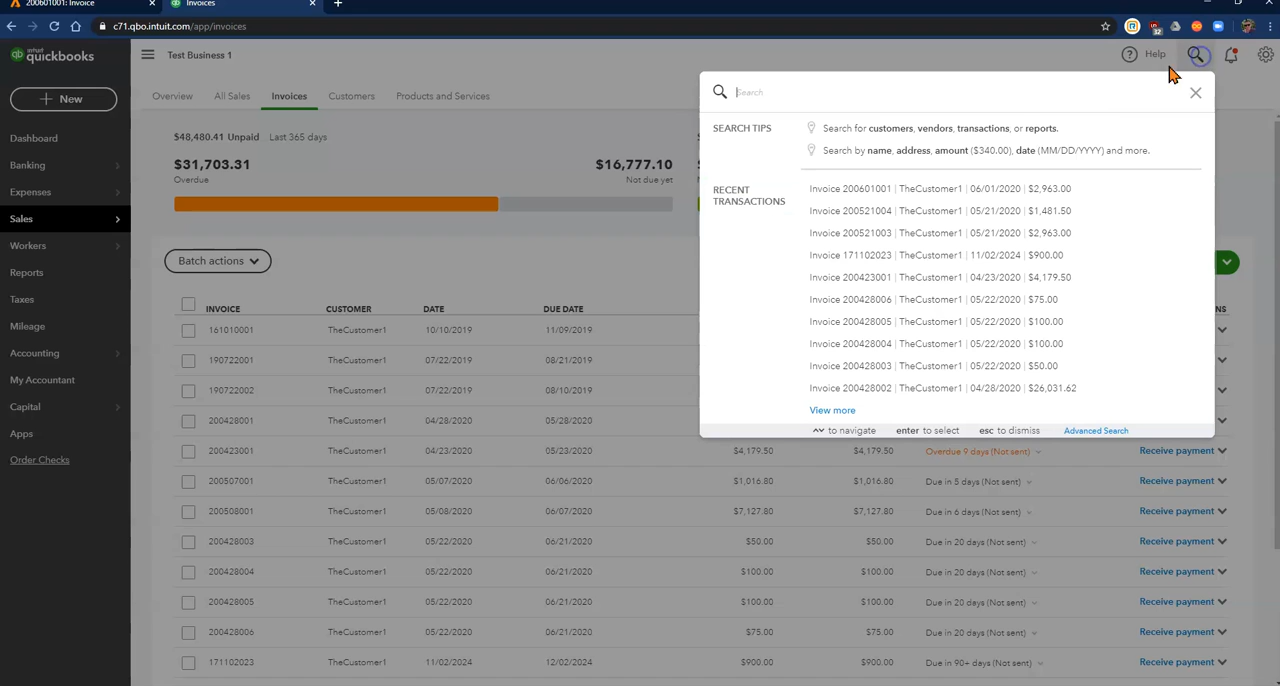 200601001: Invoice
Invoices
c71.qbo.intuit.com/app/invoices
32
intuit
quickbooks
Test Business 1
Help
New
Overview
All Sales
Invoices
Customers
Products and Services
Search
SEARCH TIPS
Search for customers, vendors, transactions, or reports.
Search by name, address, amount ($340.00), date (MM/DD/YYYY) and more.
RECENT
TRANSACTIONS
Invoice 200601001 | TheCustomer1 | 06/01/2020 | $2,963.00
Invoice 200521004 | TheCustomer1 | 05/21/2020 | $1,481.50
Invoice 200521003 | TheCustomer1 | 05/21/2020 | $2,963.00
Invoice 171102023 | TheCustomer1 | 11/02/2024 | $900.00
Invoice 200423001 | TheCustomer1 | 04/23/2020 | $4,179.50
Invoice 200428006 | TheCustomer1 | 05/22/2020 | $75.00
Invoice 200428005 | TheCustomer1 | 05/22/2020 | $100.00
Invoice 200428004 | TheCustomer1 | 05/22/2020 | $100.00
Invoice 200428003 | TheCustomer1 | 05/22/2020 | $50.00
Invoice 200428002 | TheCustomer1 | 04/28/2020 | $26,031.62
View more
to navigate enter to select esc to dismiss Advanced Search
Dashboard
Banking
Expenses
Sales
Workers
Reports
Taxes
Mileage
Accounting
My Accountant
Capital
Apps
Order Checks
$48,480.41 Unpaid Last 365 days
$31,703.31
Overdue
$16,777.10
Not due yet
Batch actions
INVOICE CUSTOMER DATE DUE DATE
161010001 TheCustomer1 10/10/2019 11/09/2019
190722001 TheCustomer1 07/22/2019 08/21/2019
190722002 TheCustomer1 07/22/2019 08/10/2019
200428001 TheCustomer1 04/28/2020 05/28/2020
200423001 TheCustomer1 04/23/2020 05/23/2020 $4,179.50 $4,179.50 Overdue 9 days (Not sent) Receive payment
200507001 TheCustomer1 05/07/2020 06/06/2020 $1,016.80 $1,016.80 Due in 5 days (Not sent) Receive payment
200508001 TheCustomer1 05/08/2020 06/07/2020 $7,127.80 $7,127.80 Due in 6 days (Not sent) Receive payment
200428003 TheCustomer1 05/22/2020 06/21/2020 $50.00 $50.00 Due in 20 days (Not sent) Receive payment
200428004 TheCustomer1 05/22/2020 06/21/2020 $100.00 $100.00 Due in 20 days (Not sent) Receive payment
200428005 TheCustomer1 05/22/2020 06/21/2020 $100.00 $100.00 Due in 20 days (Not sent) Receive payment
200428006 TheCustomer1 05/22/2020 06/21/2020 $75.00 $75.00 Due in 20 days (Not sent) Receive payment
171102023 TheCustomer1 11/02/2024 12/02/2024 $900.00 $900.00 Due in 90+ days (Not sent) Receive payment